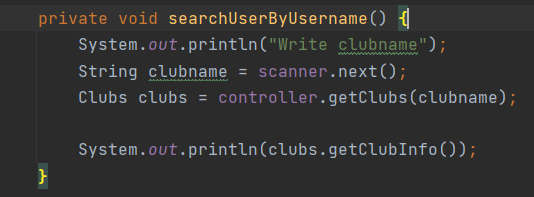 private void searchUserByUsername() {
    System.out.println("Write clubname");
    String clubname = scanner.next();
    Clubs clubs = controller.getClubs(clubname);

    System.out.println(clubs.getClubInfo());
}